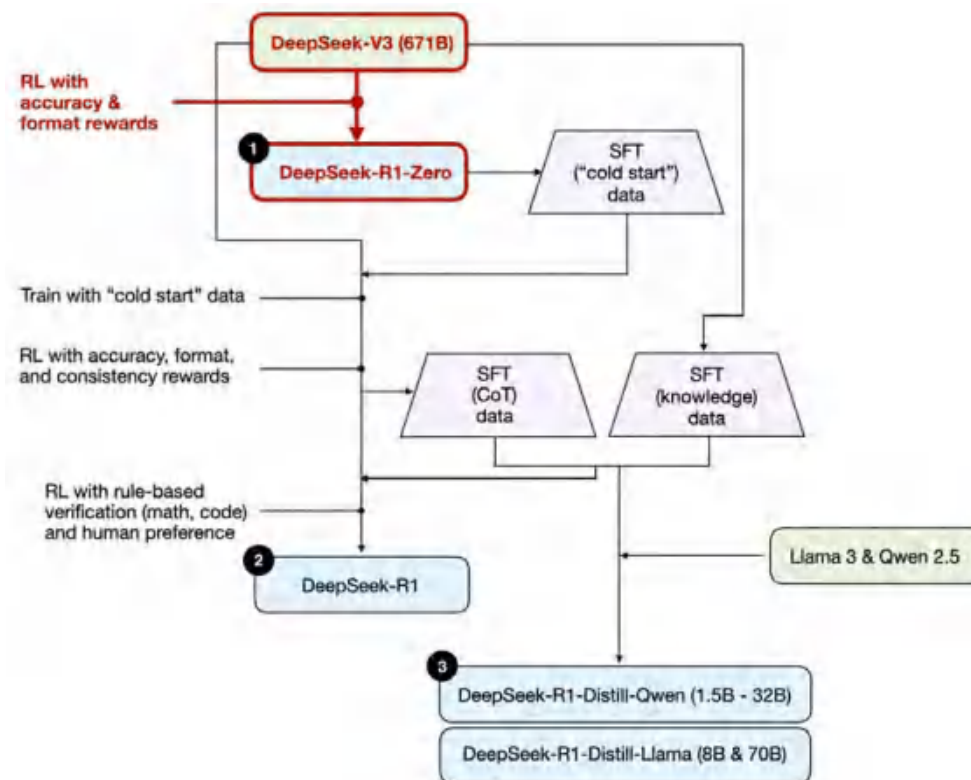 DeepSeek-V3 (671B)
RL with
accuracy &
format rewards
1
DeepSeek-R1-Zero
SFT
("cold start")
data
Train with "cold start" data
RL with accuracy, format,
and consistency rewards
SFT
(CoT)
data
SFT
(knowledge)
data
RL with rule-based
verification (math, code)
and human preference
Llama 3 & Qwen 2.5
2
DeepSeek-R1
3
DeepSeek-R1-Distill-Qwen (1.5B - 32B)
DeepSeek-R1-Distill-Llama (8B & 70B)